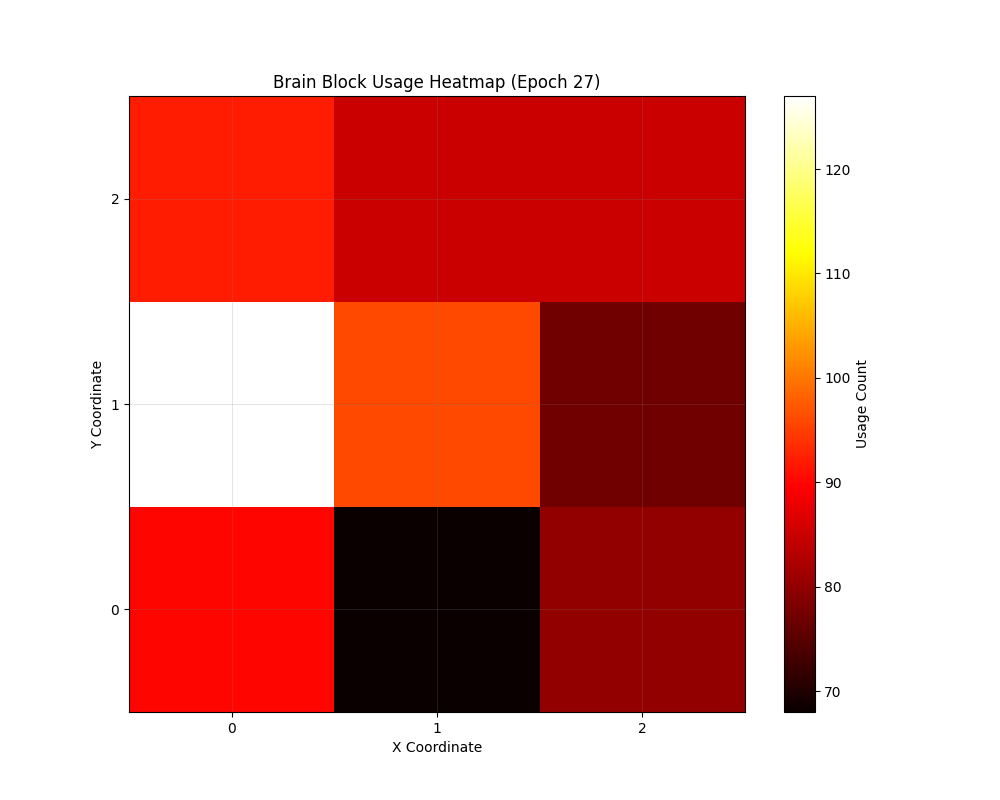 Brain Block Usage Heatmap (Epoch 27)
2
1
0
Y Coordinate
0 1 2
X Coordinate
120
110
100
90
80
70
Usage Count